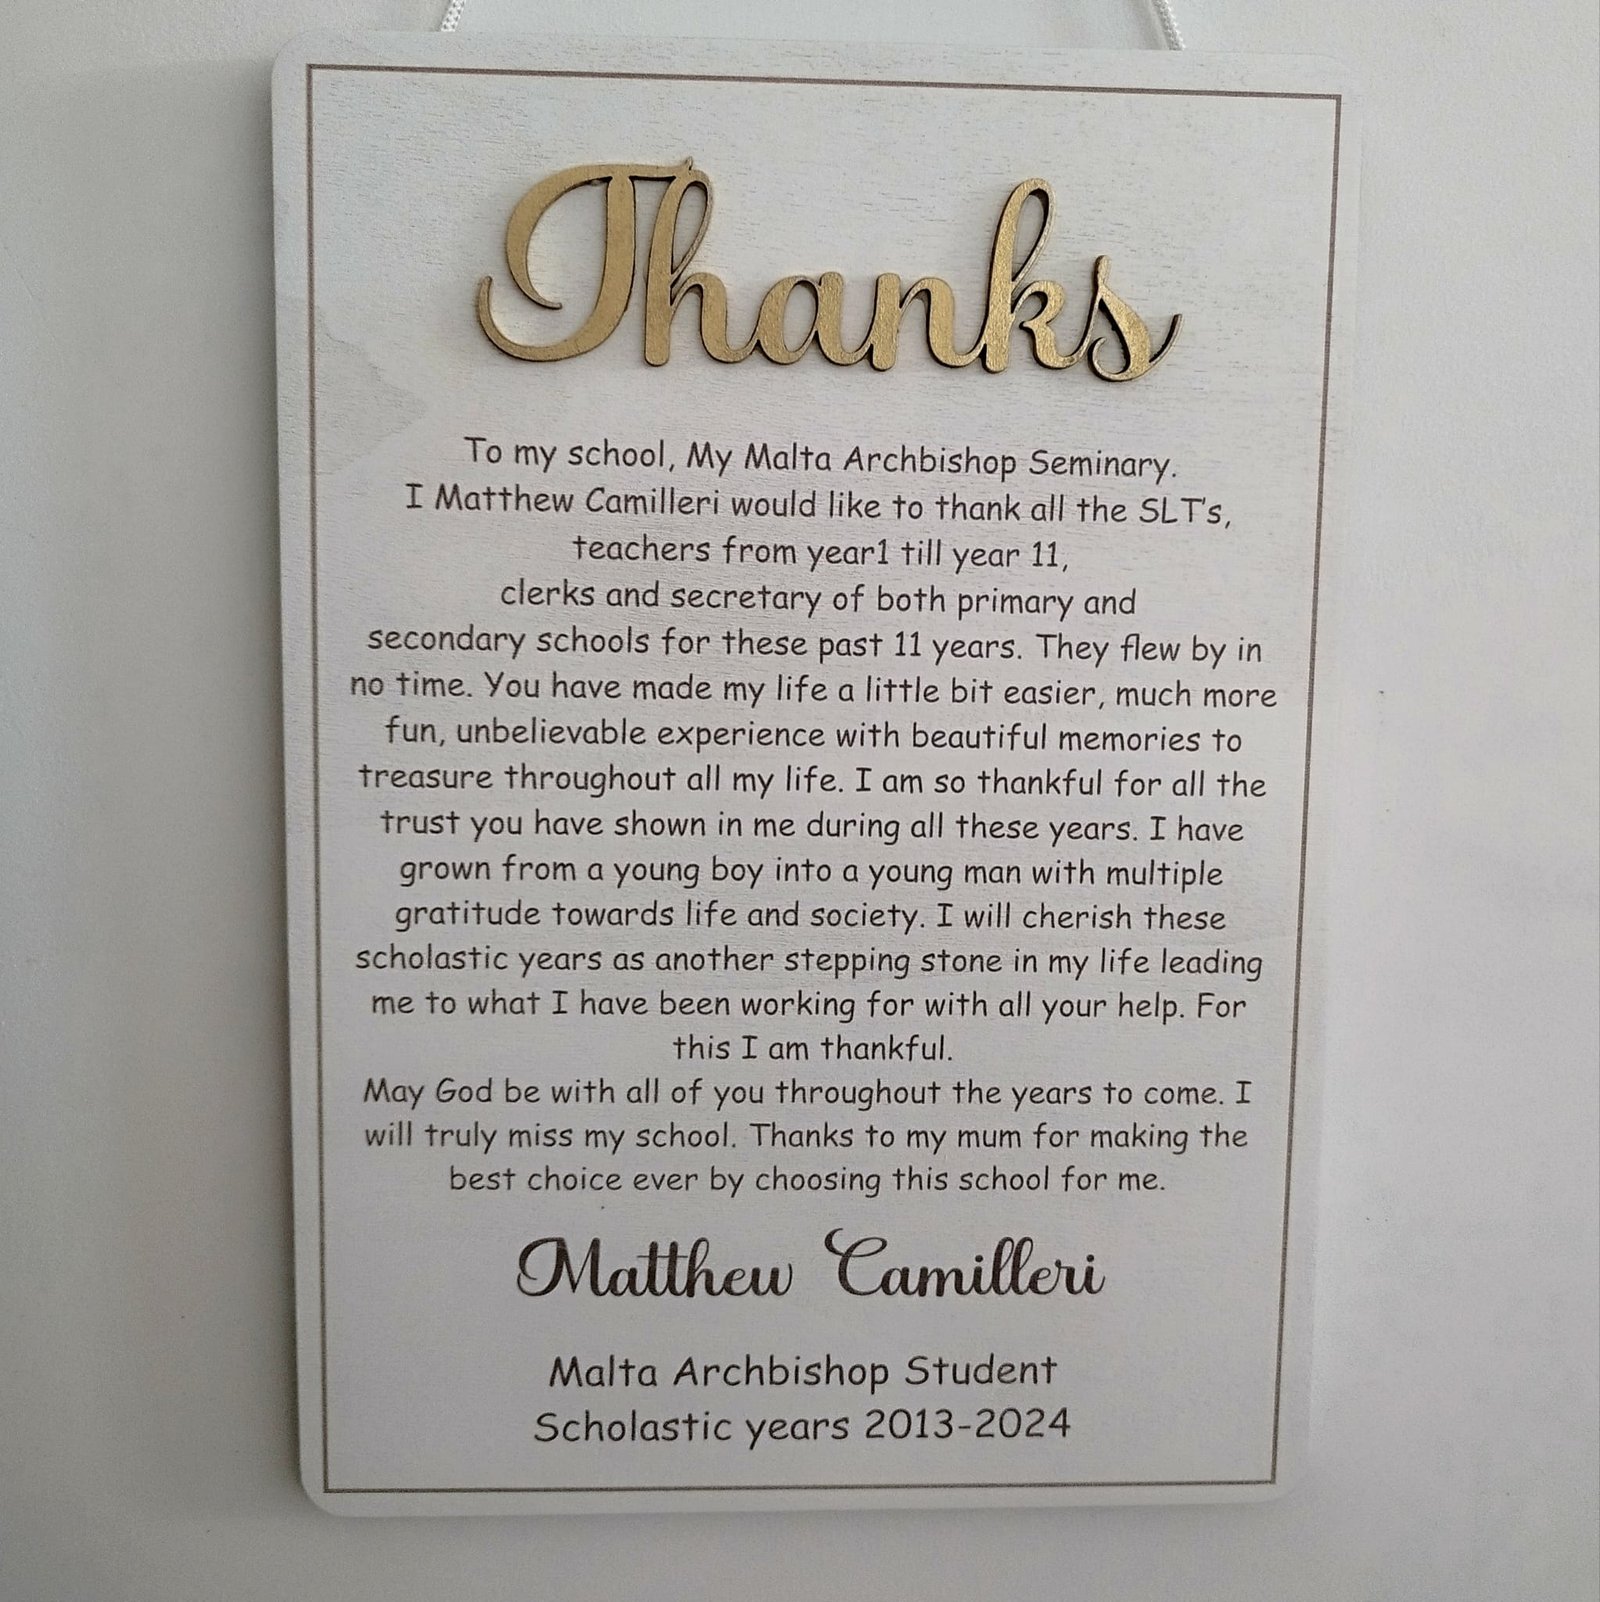 Thanks
To my school, My Malta Archbishop Seminary.
I Matthew Camilleri would like to thank all the SLT's,
teachers from year1 till year 11,
clerks and secretary of both primary and
secondary schools for these past 11 years. They flew by in
no time. You have made my life a little bit easier, much more
fun, unbelievable experience with beautiful memories to
treasure throughout all my life. I am so thankful for all the
trust you have shown in me during all these years. I have
grown from a young boy into a young man with multiple
gratitude towards life and society. I will cherish these
scholastic years as another stepping stone in my life leading
me to what I have been working for with all your help. For
this I am thankful.
May God be with all of you throughout the years to come. I
will truly miss my school. Thanks to my mum for making the
best choice ever by choosing this school for me.
Matthew Camilleri
Malta Archbishop Student
Scholastic years 2013-2024